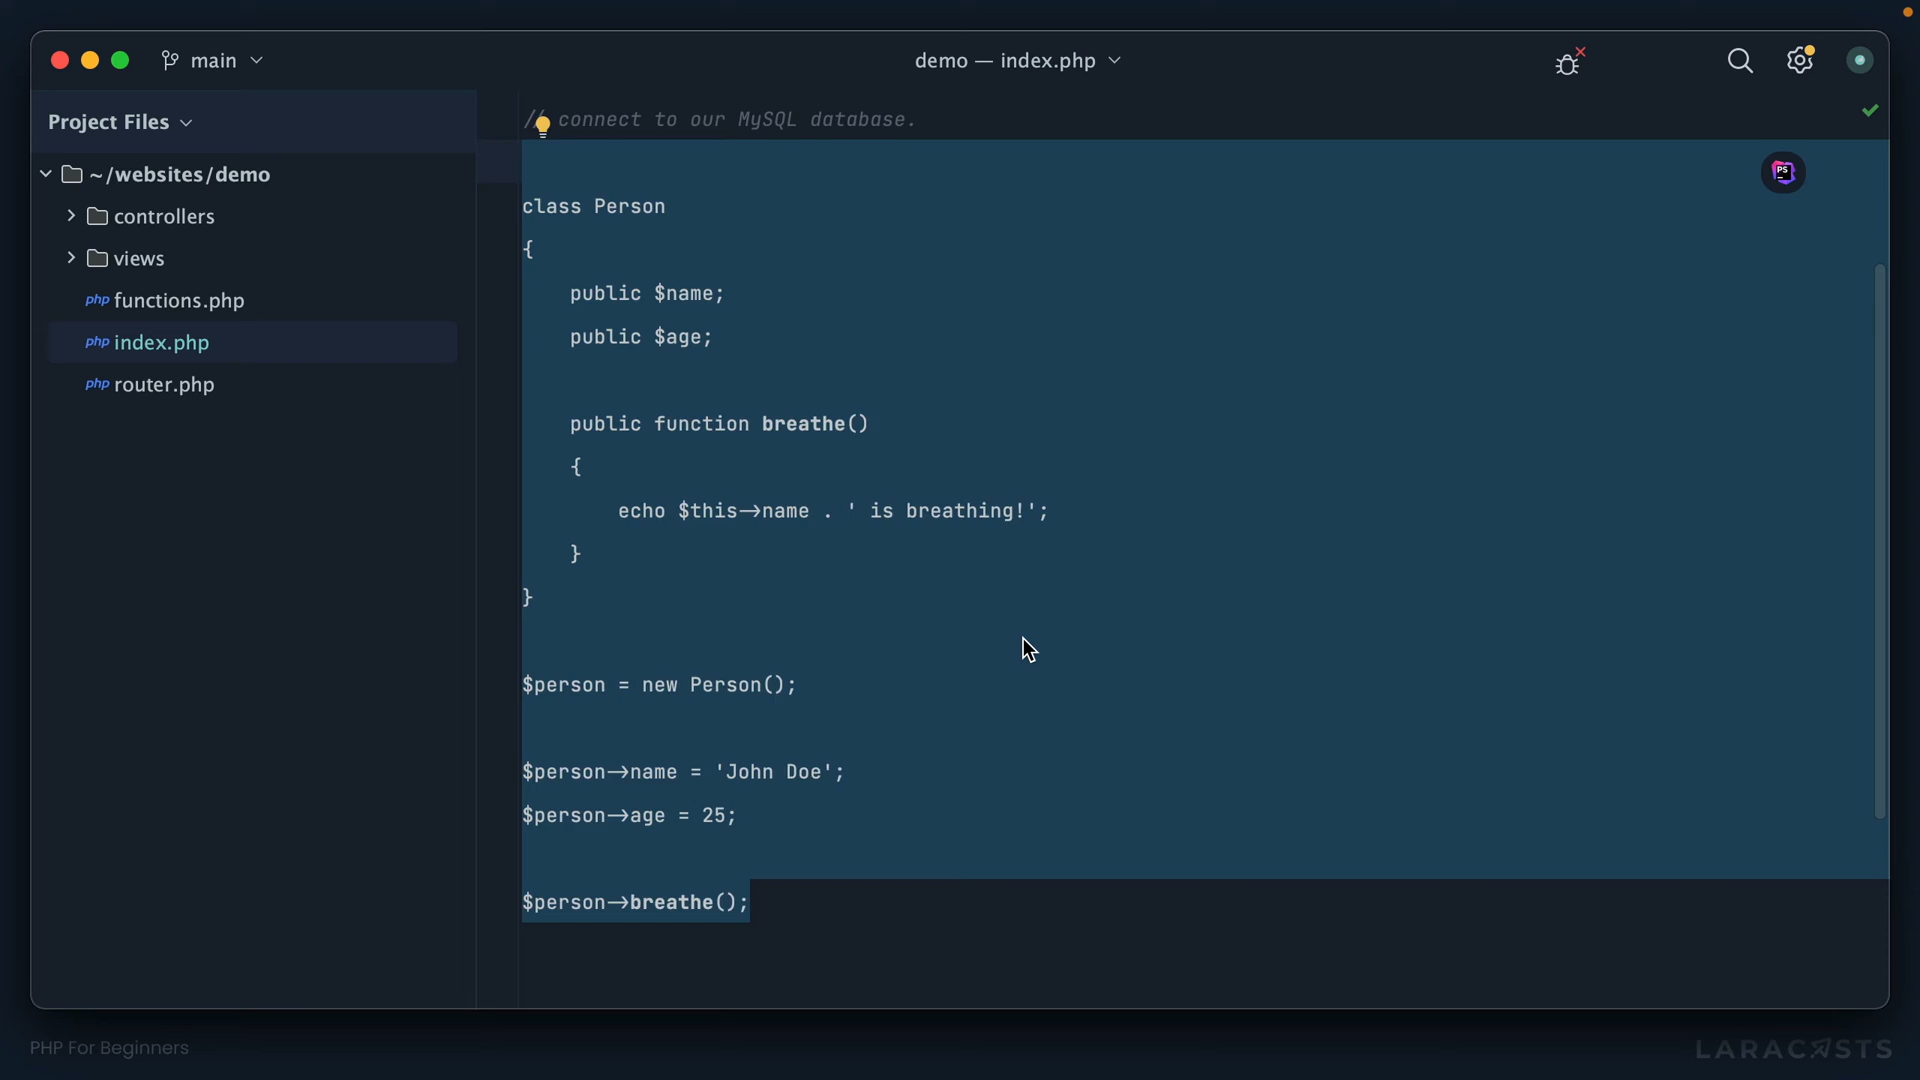 main
demo — index.php
Project Files
~/websites/demo
controllers
views
php functions.php
php index.php
php router.php
// connect to our MySQL database.
PS
class Person
{
    public $name;
    public $age;
    public function breathe()
    {
        echo $this->name . ' is breathing!';
    }
}
$person = new Person();
$person->name = 'John Doe';
$person->age = 25;
$person->breathe();
PHP For Beginners
LARACASTS